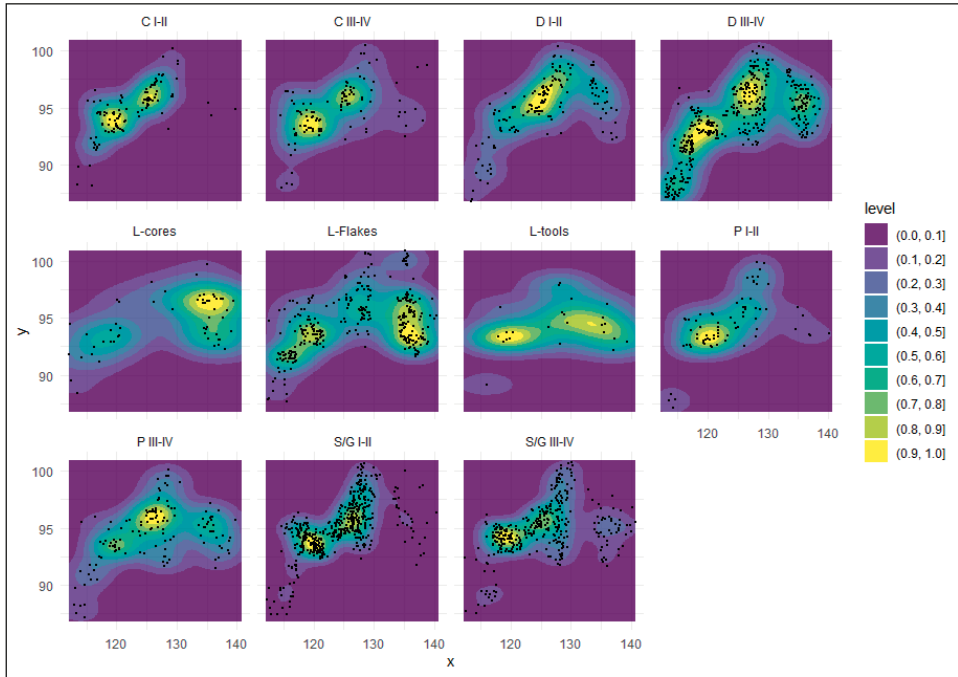 C I-II C III-IV D I-II D III-IV
100
95
90
L-cores L-Flakes L-tools P I-II
100
95
90
120 130 140
P III-IV S/G I-II S/G III-IV
100
95
90
120 130 140 120 130 140 120 130 140
x
y
level
(0.0, 0.1]
(0.1, 0.2]
(0.2, 0.3]
(0.3, 0.4]
(0.4, 0.5]
(0.5, 0.6]
(0.6, 0.7]
(0.7, 0.8]
(0.8, 0.9]
(0.9, 1.0]